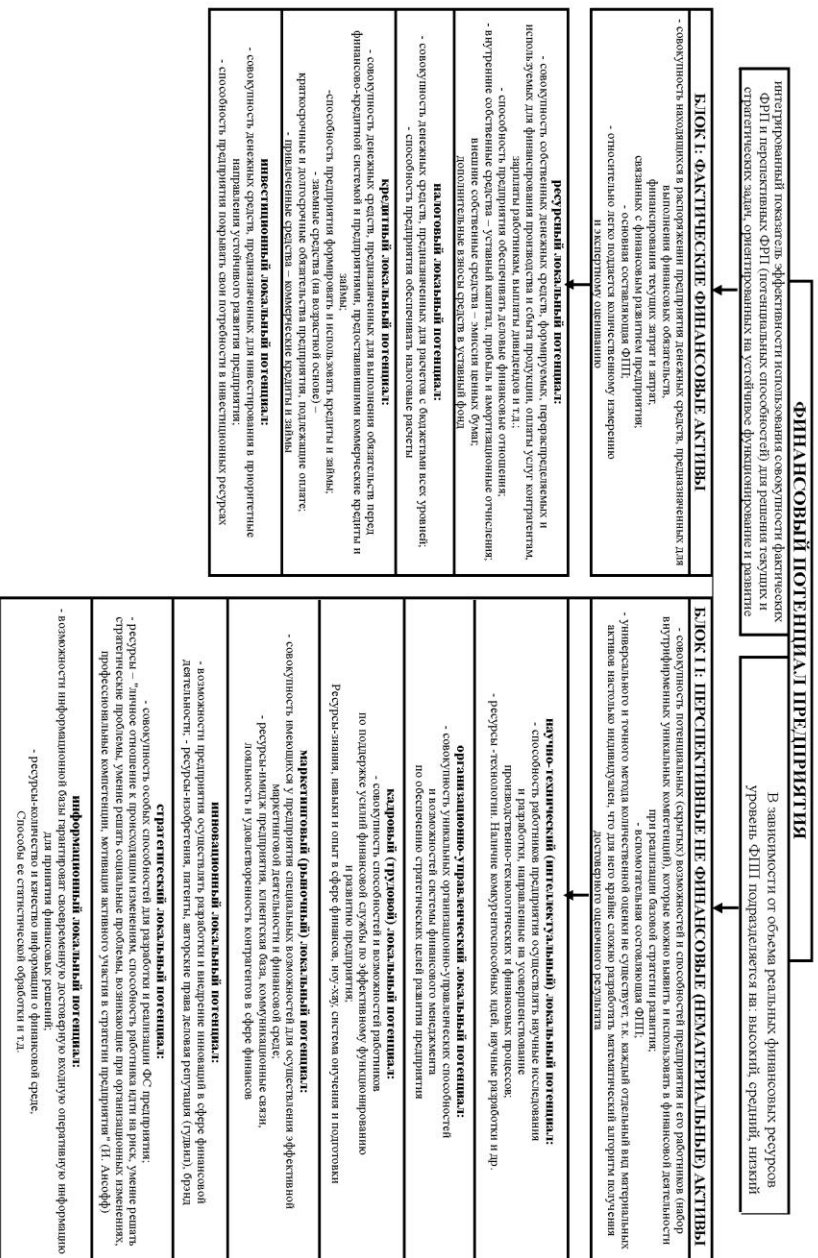 ФИНАНСОВЫЙ ПОТЕНЦИАЛ ПРЕДПРИЯТИЯ
интегрированный показатель эффективности использования совокупности фактических
ФРП и перспективных ФРП (потенциальных способностей) для решения текущих и
стратегических задач, ориентированных на устойчивое функционирование и развитие
В зависимости от объема реальных финансовых ресурсов
уровень ФПП подразделяется на: высокий, средний, низкий
БЛОК I: ФАКТИЧЕСКИЕ ФИНАНСОВЫЕ АКТИВЫ
- совокупность находящихся в распоряжении предприятия денежных средств, предназначенных для
выполнения финансовых обязательств,
финансирования текущих затрат и затрат,
связанных с финансовым развитием предприятия;
- основная составляющая ФПП;
- относительно легко поддается количественному измерению
и экспертному оцениванию
ресурсный локальный потенциал:
- совокупность собственных денежных средств, формируемых, перераспределяемых и
используемых для финансирования производства и сбыта продукции, оплаты услуг контрагентам,
зарплаты работникам, выплаты дивидендов и т.д.;
- способность предприятия обеспечивать деловые финансовые отношения;
- внутренние собственные средства – уставный капитал, прибыль и амортизационные отчисления;
внешние собственные средства – эмиссия ценных бумаг,
дополнительные взносы средств в уставный фонд
налоговый локаьный потенциал:
- совокупность денежных средств, предназначенных для расчетов с бюджетами всех уровней;
- способность предприятия обеспечивать налоговые расчеты
кредитный локальный потенциал:
- совокупность денежных средств, предназначенных для выполнения обязательств перед
финансово-кредитной системой и предприятиями, предоставившими коммерческие кредиты и
займы;
-способность предприятия формировать и использовать кредиты и займы;
- заемные средства (на возрастной основе) –
краткосрочные и долгосрочные обязательства предприятия, подлежащие оплате;
- привлеченные средства – коммерческие кредиты и займы
инвестиционный локальный потенциал:
- совокупность денежных средств, предназначенных для инвестирования в приоритетные
направления устойчивого развития предприятия;
- способность предприятия покрывать свои потребности в инвестиционных ресурсах
БЛОК I I: ПЕРСПЕКТИВНЫЕ НЕ ФИНАНСОВЫЕ (НЕМАТЕРИАЛЬНЫЕ) АКТИВЫ
- совокупность потенциальных (скрытых) возможностей и способностей предприятия и его работников (набор
внутрифирменных уникальных компетенций), которые можно выявить и использовать в финансовой деятельности
при реализации базовой стратегии развития;
- вспомогательная составляющая ФПП;
- универсального и точного метода количественной оценки не существует, т.к. каждый отдельный вид материальных
активов настолько индивидуален, что для него крайне сложно разработать математический алгоритм получения
достоверного оценочного результата
научно-технический (интеллектуальный) локальный потенциал:
- способность работников предприятия осуществлять научные исследования
и разработки, направленные на усовершенствование
производственно-технологических и финансовых процессов;
- ресурсы -технологии. Наличие конкурентоспособных идей, научные разработки и др.
организационно-управленческий локальный потенциал:
- совокупность уникальных организационно-управленческих способностей
и возможностей системы финансового менеджмента
по обеспечению стратегических целей развития предприятия
кадровый (трудовой) локальный потенциал:
- совокупность способностей и возможностей работников
по поддержке усилий финансовой службы по эффективному функционированию
и развитию предприятия;
Ресурсы-знания, навыки и опыт в сфере финансов, ноу-хау, система онучения и подготовки
маркетинговый (рыночный) локальный потенциал:
- совокупность имеющихся у предприятия специальных возможностей для осуществления эффективной
маркетинговой деятельности и финансовой среде;
- ресурсы-имидж предприятия, клиентская база, коммуникационные связи,
лояльность и удовлетворенность контрагентов в сфере финансов
инновационный локальный потенциал:
- возможности предприятия осуществлять разработки и внедрение инноваций в сфере финансовой
деятельности; - ресурсы-изобретения, патенты, авторские права деловая репутация (гудвил), брэнд
стратегический локальный потенциал:
- совокупность особых способностей для разработки и реализации ФС предприятия;
- ресурсы – "личное отношение к происходящим изменениям, способность работника идти на риск, умение решать
стратегические проблемы, умение решать социальные проблемы, возникающие при организационных изменениях,
профессиональные компетенции, мотивация активного участия в стратегии предприятия" (И. Ансофф)
информационный локальный потенциал:
- возможности информационной базы гарантироват своевременную достоверную входную оперативную информацию
для принятия финансовых решений;
- ресурсы-количество и качество информации о финансовой среде,
Способы ее статистической обработки и т.д.